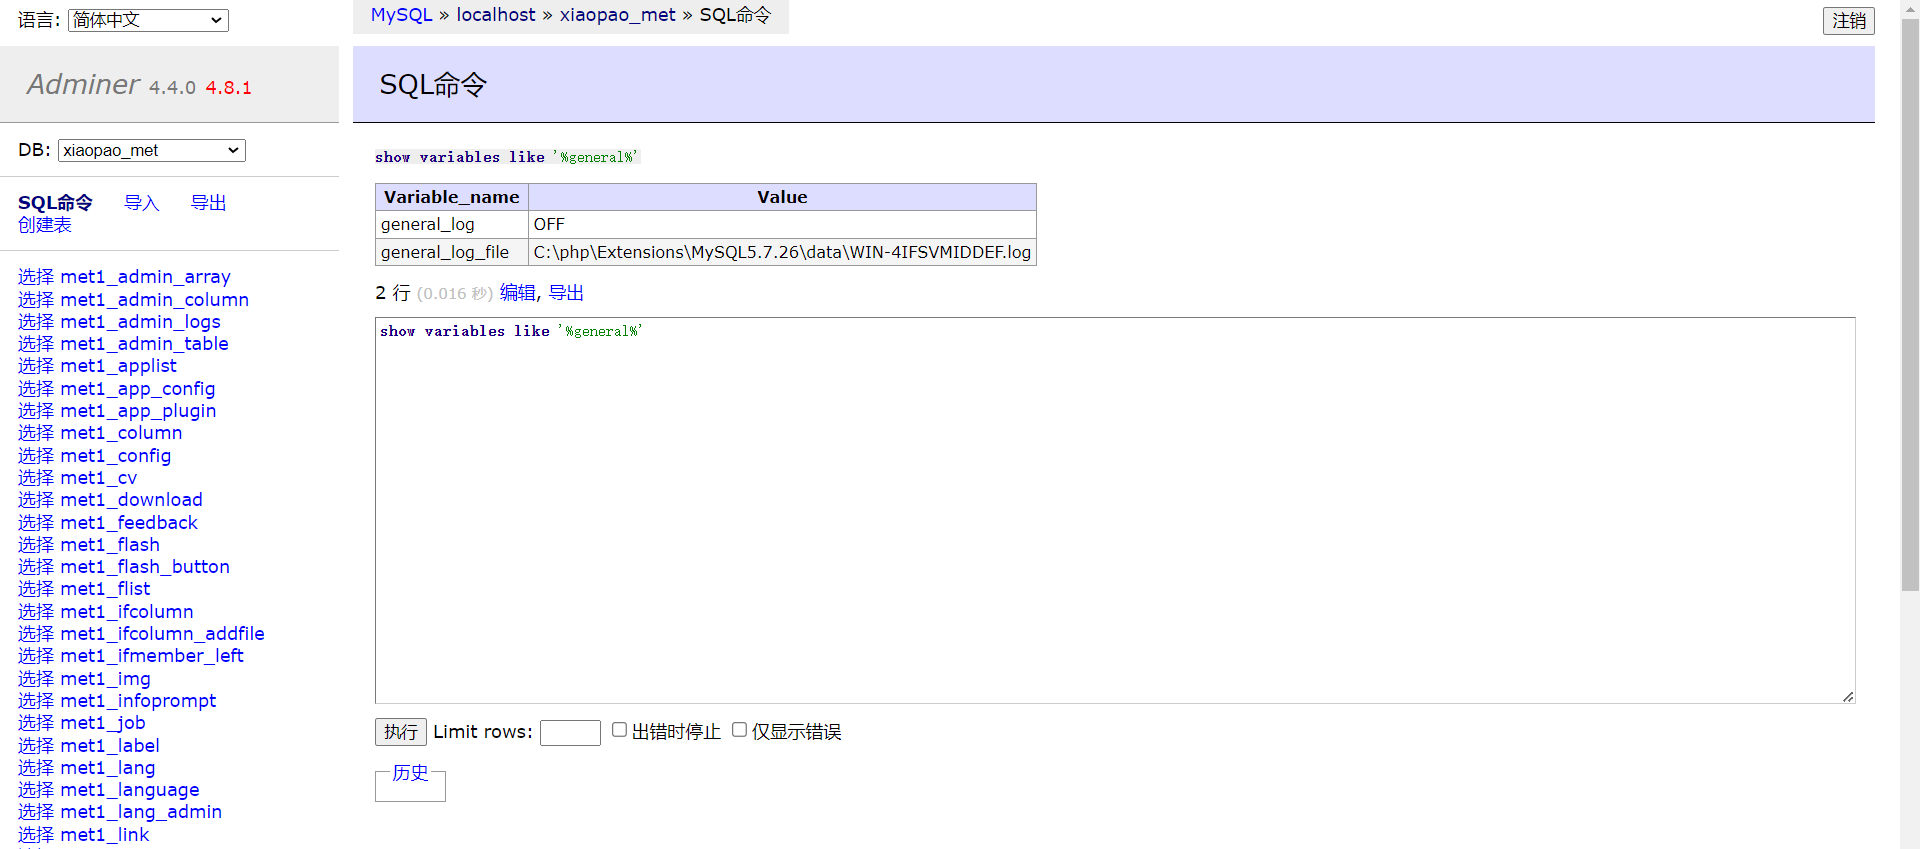 语言: 简体中文
MySQL » localhost » xiaopao_met » SQL命令
注销
Adminer 4.4.0 4.8.1
SQL命令
DB: xiaopao_met
SQL命令 导入 导出
创建表
选择 met1_admin_array
选择 met1_admin_column
选择 met1_admin_logs
选择 met1_admin_table
选择 met1_applist
选择 met1_app_config
选择 met1_app_plugin
选择 met1_column
选择 met1_config
选择 met1_cv
选择 met1_download
选择 met1_feedback
选择 met1_flash
选择 met1_flash_button
选择 met1_flist
选择 met1_ifcolumn
选择 met1_ifcolumn_addfile
选择 met1_ifmember_left
选择 met1_img
选择 met1_infoprompt
选择 met1_job
选择 met1_label
选择 met1_lang
选择 met1_language
选择 met1_lang_admin
选择 met1_link
show variables like '%general%'
Variable_name Value
general_log OFF
general_log_file C:\php\Extensions\MySQL5.7.26\data\WIN-4IFSVMIDDEF.log
2 行 (0.016 秒) 编辑, 导出
show variables like '%general%'
执行 Limit rows: 出错时停止 仅显示错误
历史